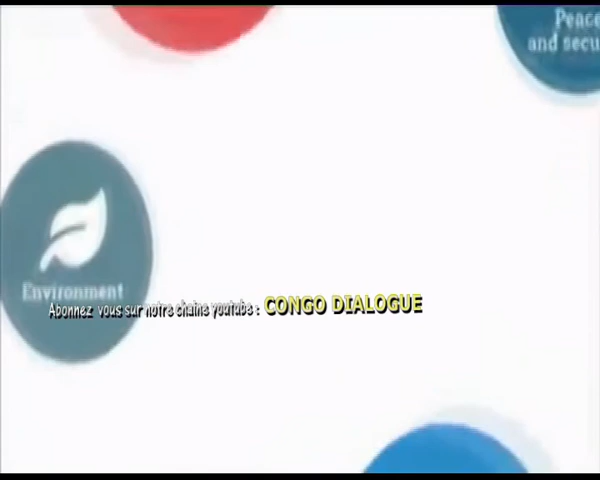 Peace
and secu
Environment
Abonnez vous sur notre chaine youtube : CONGO DIALOGUE